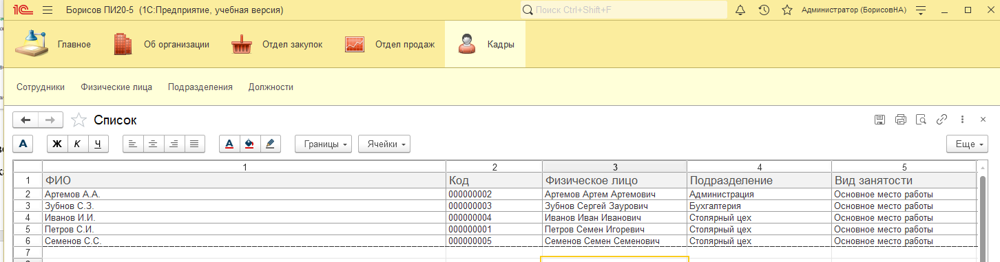 1С Борисов ПИ20-5 (1С:Предприятие, учебная версия) Поиск Ctrl+Shift+F Администратор (БорисовНА)
Главное Об организации Отдел закупок Отдел продаж Кадры
Сотрудники Физические лица Подразделения Должности
Список
А Ж К Ч А Границы Ячейки Еще
1 2 3 4 5
1 ФИО Код Физическое лицо Подразделение Вид занятости
2 Артемов А.А. 000000002 Артемов Артем Артемович Администрация Основное место работы
3 Зубнов С.З. 000000003 Зубнов Сергей Заурович Бухгалтерия Основное место работы
4 Иванов И.И. 000000004 Иванов Иван Иванович Столярный цех Основное место работы
5 Петров С.И. 000000001 Петров Семен Игоревич Столярный цех Основное место работы
6 Семенов С.С. 000000005 Семенов Семен Семенович Столярный цех Основное место работы
7